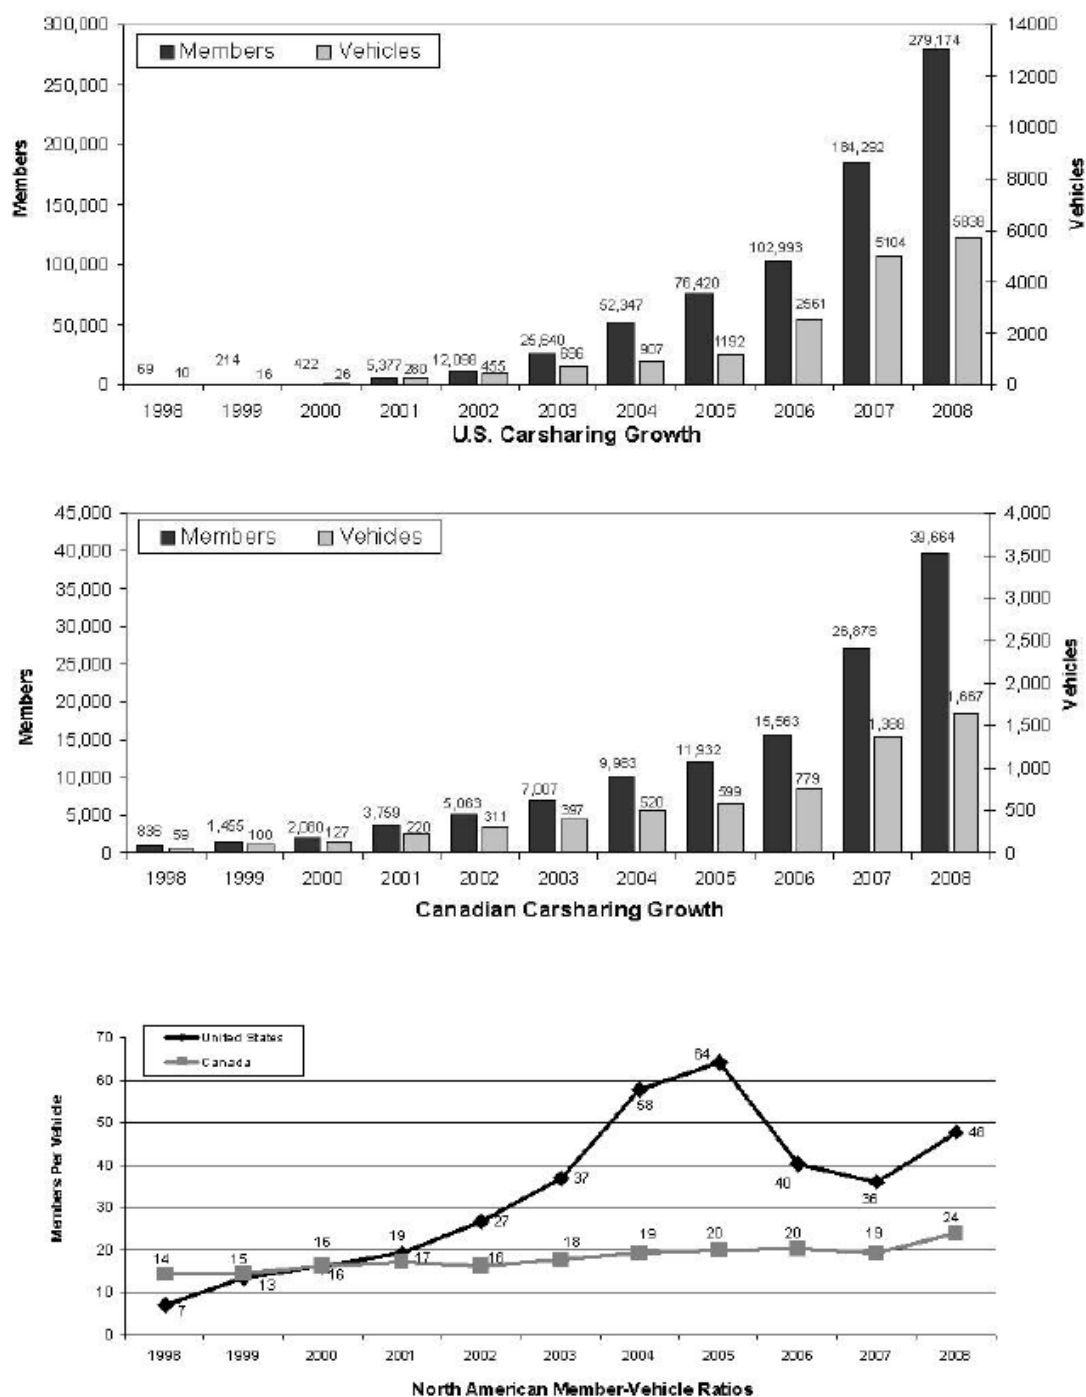 300,000
250,000
200,000
150,000
100,000
50,000
0
Members
Members Vehicles
14000
12000
10000
8000
6000
4000
2000
0
Vehicles
69 40 214 16 422 26 5,377 280 12,098 455 25,640 696 52,347 907 76,420 1192 102,993 2561 184,292 5104 279,174 5838
1998 1999 2000 2001 2002 2003 2004 2005 2006 2007 2008
U.S. Carsharing Growth
45,000
40,000
35,000
30,000
25,000
20,000
15,000
10,000
5,000
0
Members
Members Vehicles
4,000
3,500
3,000
2,500
2,000
1,500
1,000
500
0
Vehicles
59 1,455 100 2,080 127 3,759 220 5,063 311 7,007 397 9,983 520 11,932 599 15,563 779 26,878 1,388 39,664 1,667
1998 1999 2000 2001 2002 2003 2004 2005 2006 2007 2008
Canadian Carsharing Growth
70
60
50
40
30
20
10
0
Members Per Vehicle
United States
Canada
7 13 16 19 27 37 58 64 40 36 48
14 15 16 17 16 18 19 20 20 19 24
1998 1999 2000 2001 2002 2003 2004 2005 2006 2007 2008
North American Member-Vehicle Ratios